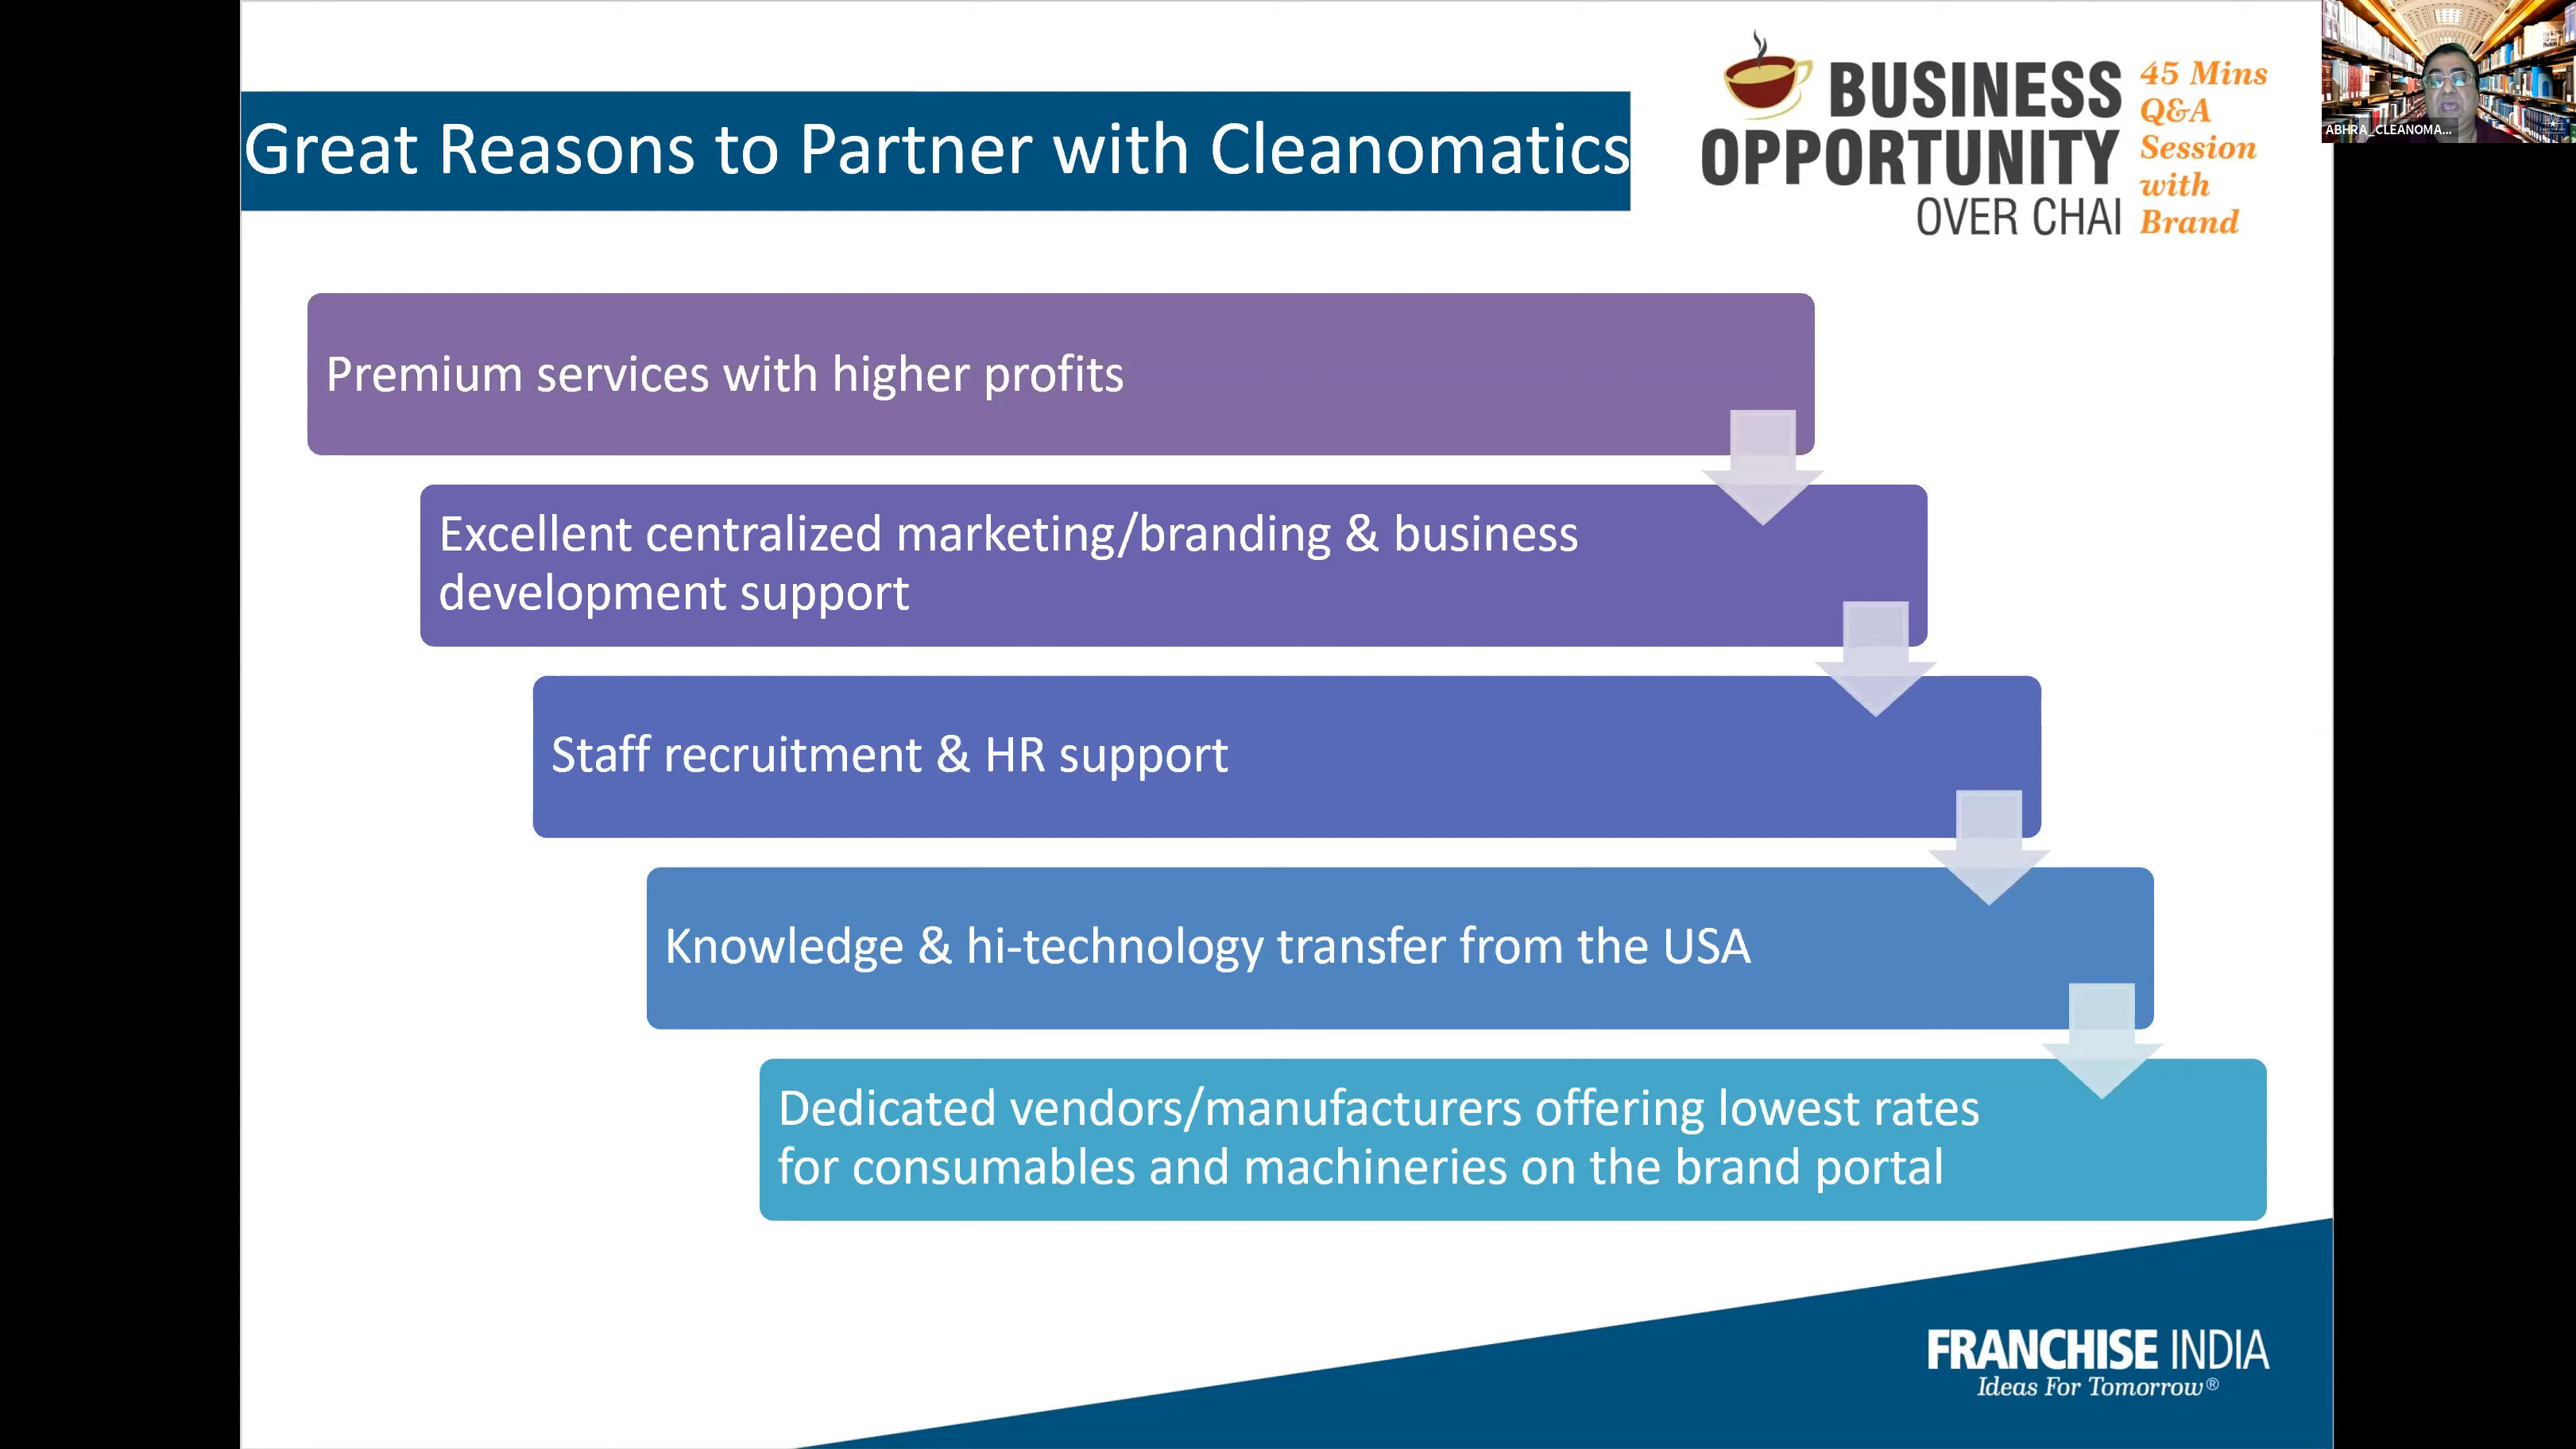 Great Reasons to Partner with Cleanomatics
BUSINESS
OPPORTUNITY
OVER CHAI
45 Mins
Q&A
Session
with
Brand
ABHRA_CLEANOMA...
Premium services with higher profits
Excellent centralized marketing/branding & business
development support
Staff recruitment & HR support
Knowledge & hi-technology transfer from the USA
Dedicated vendors/manufacturers offering lowest rates
for consumables and machineries on the brand portal
FRANCHISE INDIA
Ideas For Tomorrow®